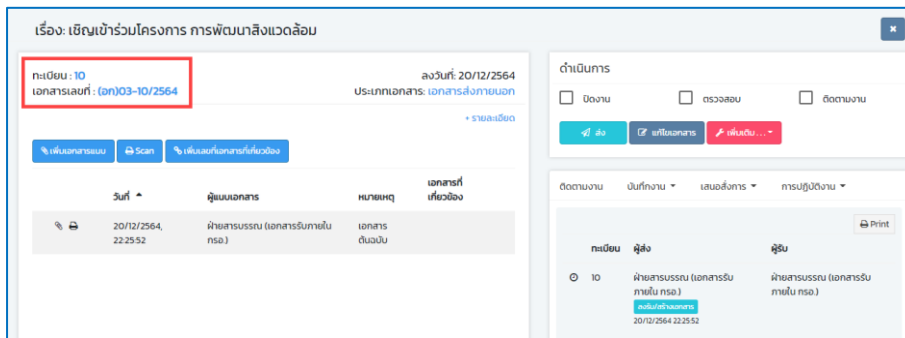 เรื่อง: เชิญเข้าร่วมโครงการ การพัฒนาสิ่งแวดล้อม
×
ทะเบียน : 10
เอกสารเลขที่ : (อก)03-10/2564
ลงวันที่: 20/12/2564
ประเภทเอกสาร: เอกสารส่งภายนอก
+ รายละเอียด
เพิ่มเอกสารแนบ
Scan
เพิ่มเลขที่เอกสารที่เกี่ยวข้อง
วันที่
ผู้แนบเอกสาร
หมายเหตุ
เอกสารที่
เกี่ยวข้อง
20/12/2564,
22:25:52
ฝ่ายสารบรรณ (เอกสารรับภายใน
กรอ.)
เอกสาร
ต้นฉบับ
ดำเนินการ
ปิดงาน
ตรวจสอบ
ติดตามงาน
ส่ง
แก้ไขเอกสาร
เพิ่มเติม...
ติดตามงาน
บันทึกงาน
เสนอสั่งการ
การปฏิบัติงาน
Print
ทะเบียน
ผู้ส่ง
ผู้รับ
10
ฝ่ายสารบรรณ (เอกสารรับ
ภายใน กรอ.)
ลงรับ/สร้างเอกสาร
20/12/2564 22:25:52
ฝ่ายสารบรรณ (เอกสารรับ
ภายใน กรอ.)